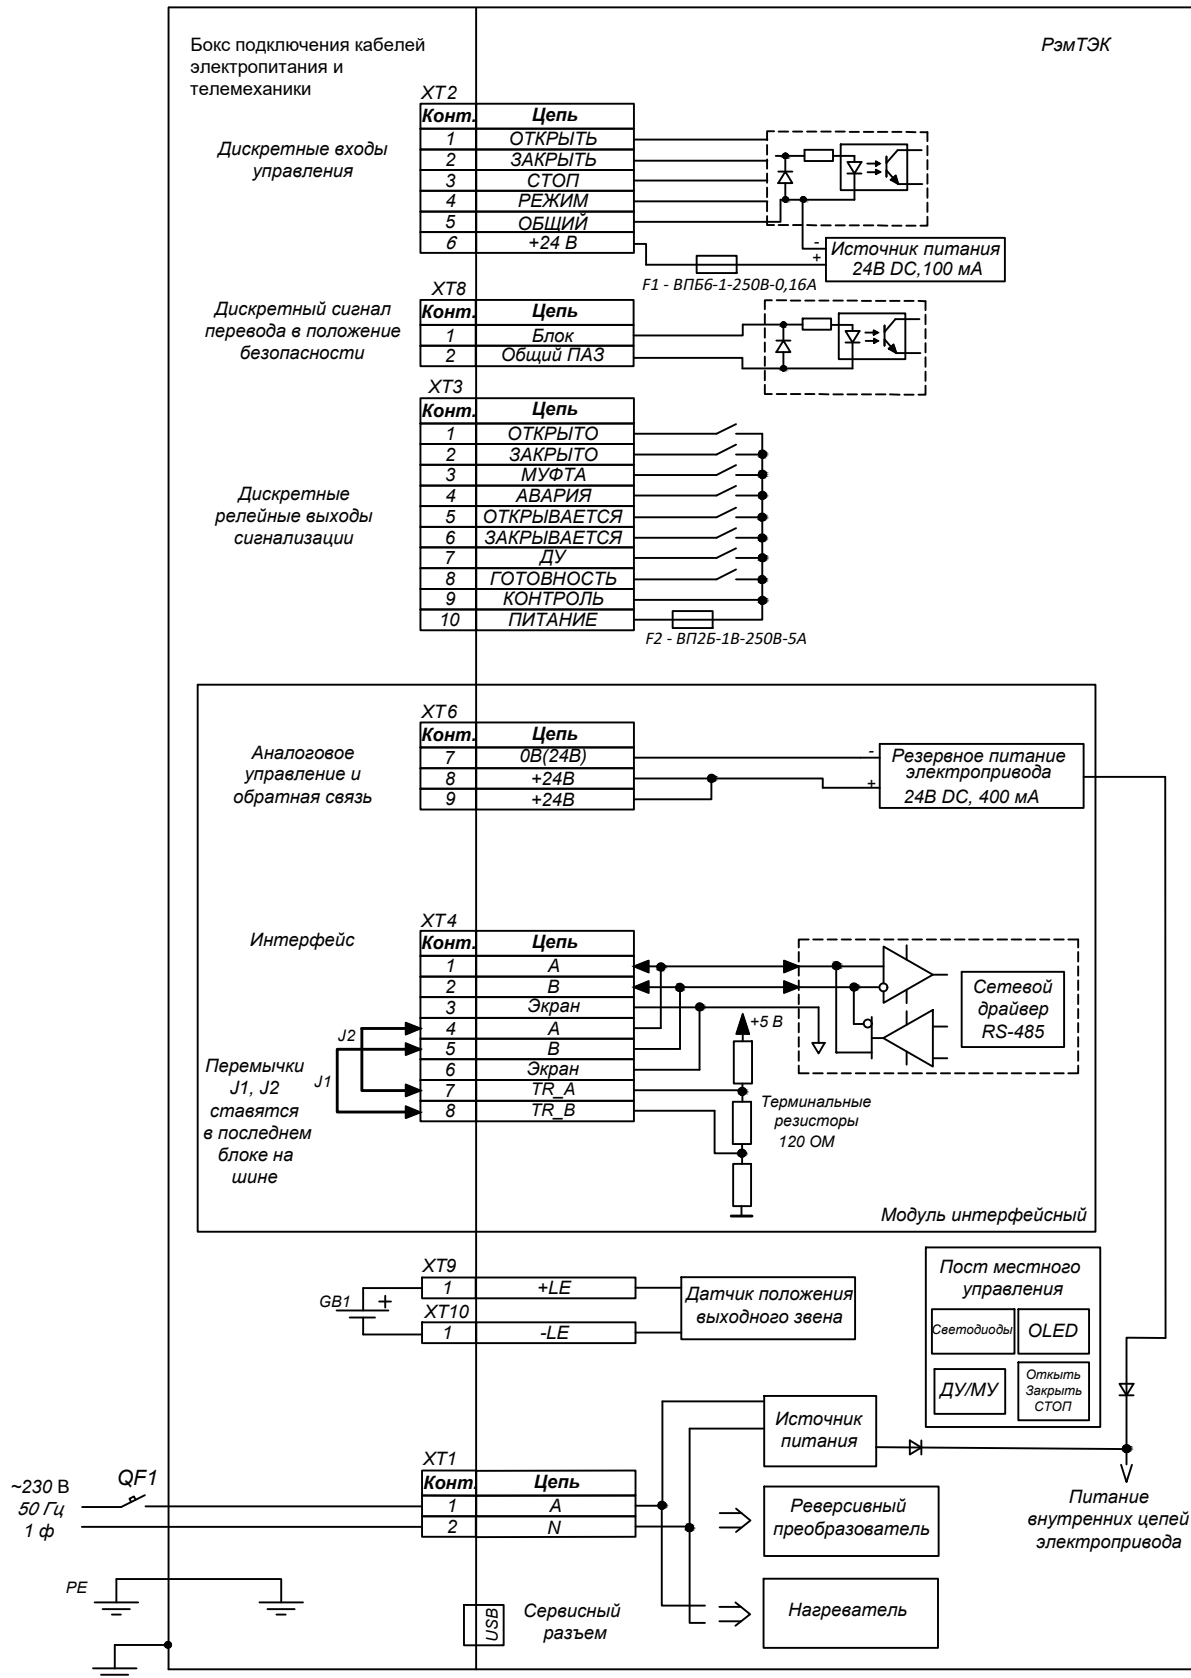 Бокс подключения кабелей
электропитания и
телемеханики
РэмТЭК
XT2
Конт. Цепь
Дискретные входы
управления
1 ОТКРЫТЬ
2 ЗАКРЫТЬ
3 СТОП
4 РЕЖИМ
5 ОБЩИЙ
6 +24 В
-
+
Источник питания
24В DC,100 мА
F1 - ВПБ6-1-250В-0,16А
XT8
Дискретный сигнал
перевода в положение
безопасности
Конт. Цепь
1 Блок
2 Общий ПАЗ
XT3
Конт. Цепь
1 ОТКРЫТО
2 ЗАКРЫТО
3 МУФТА
4 АВАРИЯ
5 ОТКРЫВАЕТСЯ
6 ЗАКРЫВАЕТСЯ
7 ДУ
8 ГОТОВНОСТЬ
9 КОНТРОЛЬ
10 ПИТАНИЕ
Дискретные
релейные выходы
сигнализации
F2 - ВП2Б-1В-250В-5А
XT6
Конт. Цепь
7 0В(24В)
8 +24В
9 +24В
Аналоговое
управление и
обратная связь
-
+
Резервное питание
электропривода
24В DC, 400 мА
XT4
Интерфейс
Конт. Цепь
1 A
2 B
3 Экран
4 A
5 B
6 Экран
7 TR_A
8 TR_B
J2
J1
Перемычки
J1, J2
ставятся
в последнем
блоке на
шине
+5 В
Терминальные
резисторы
120 ОМ
Сетевой
драйвер
RS-485
Модуль интерфейсный
XT9
1 +LE
GB1
+
XT10
1 -LE
Датчик положения
выходного звена
Пост местного
управления
Светодиоды
OLED
ДУ/МУ
Откыть
Закрыть
СТОП
Источник
питания
XT1
Конт. Цепь
1 A
2 N
~230 В
50 Гц
1 ф
QF1
Реверсивный
преобразователь
Питание
внутренних цепей
электропривода
PE
USB
Сервисный
разъем
Нагреватель